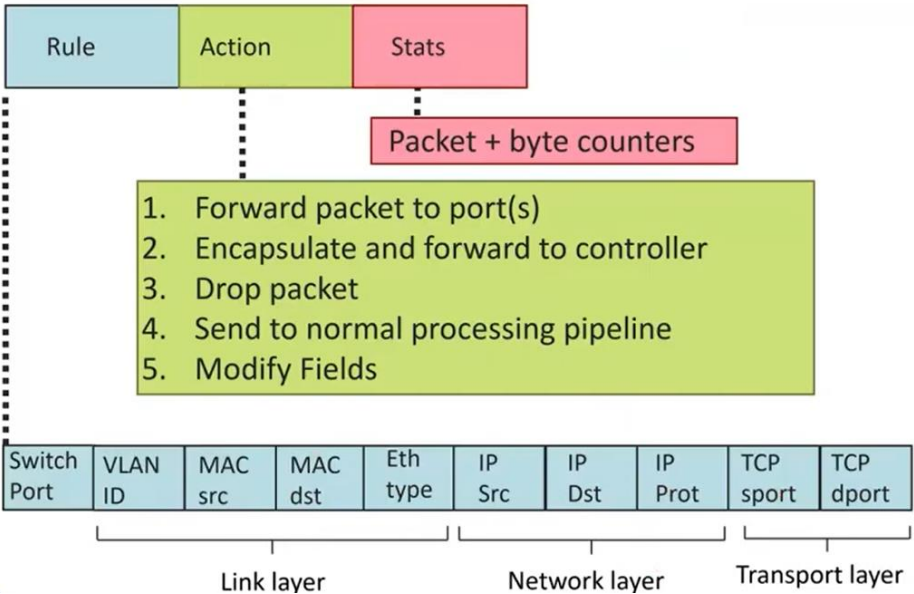 Rule Action Stats
Packet + byte counters
1. Forward packet to port(s)
2. Encapsulate and forward to controller
3. Drop packet
4. Send to normal processing pipeline
5. Modify Fields
Switch Port
VLAN ID
MAC src
MAC dst
Eth type
IP Src
IP Dst
IP Prot
TCP sport
TCP dport
Link layer
Network layer
Transport layer